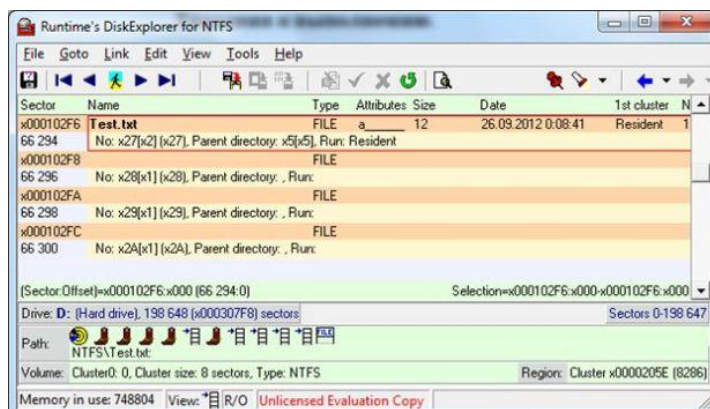 Runtime's DiskExplorer for NTFS
File Goto Link Edit View Tools Help
Sector Name Type Attributes Size Date 1st cluster N
x000102F6 Test.txt FILE a______ 12 26.09.2012 0:08:41 Resident 1
66 294 No: x27[x2] (x27), Parent directory: x5[x5], Run: Resident
x000102F8 FILE
66 296 No: x28[x1] (x28), Parent directory: , Run:
x000102FA FILE
66 298 No: x29[x1] (x29), Parent directory: , Run:
x000102FC FILE
66 300 No: x2A[x1] (x2A), Parent directory: , Run:
(Sector:Offset)=x000102F6:x000 (66 294:0) Selection=x000102F6:x000-x000102F6:x000
Drive: D: (Hard drive), 198 648 (x000307F8) sectors Sectors 0-198 647
Path: FILE
NTFS\Test.txt:
Volume: Cluster0: 0, Cluster size: 8 sectors, Type: NTFS Region: Cluster x0000205E (8286)
Memory in use: 748804 View: R/O Unlicensed Evaluation Copy